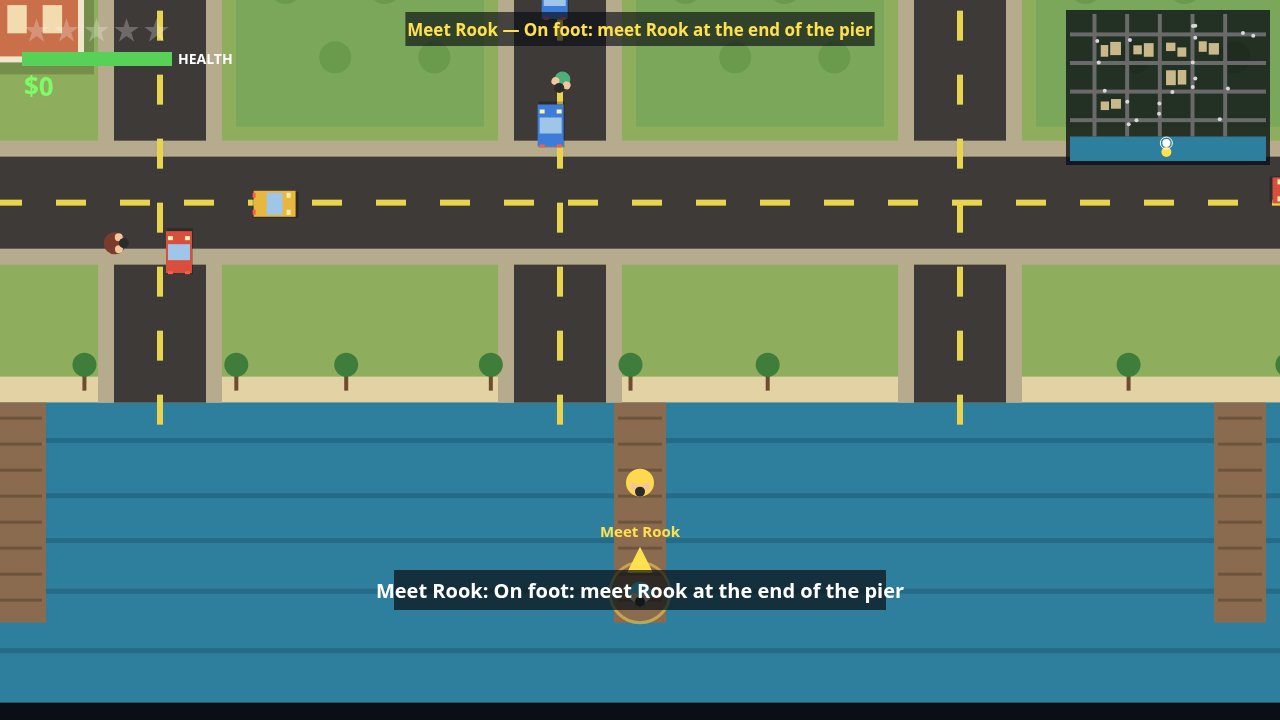 Meet Rook — On foot: meet Rook at the end of the pier
HEALTH
$0
Meet Rook
Meet Rook: On foot: meet Rook at the end of the pier